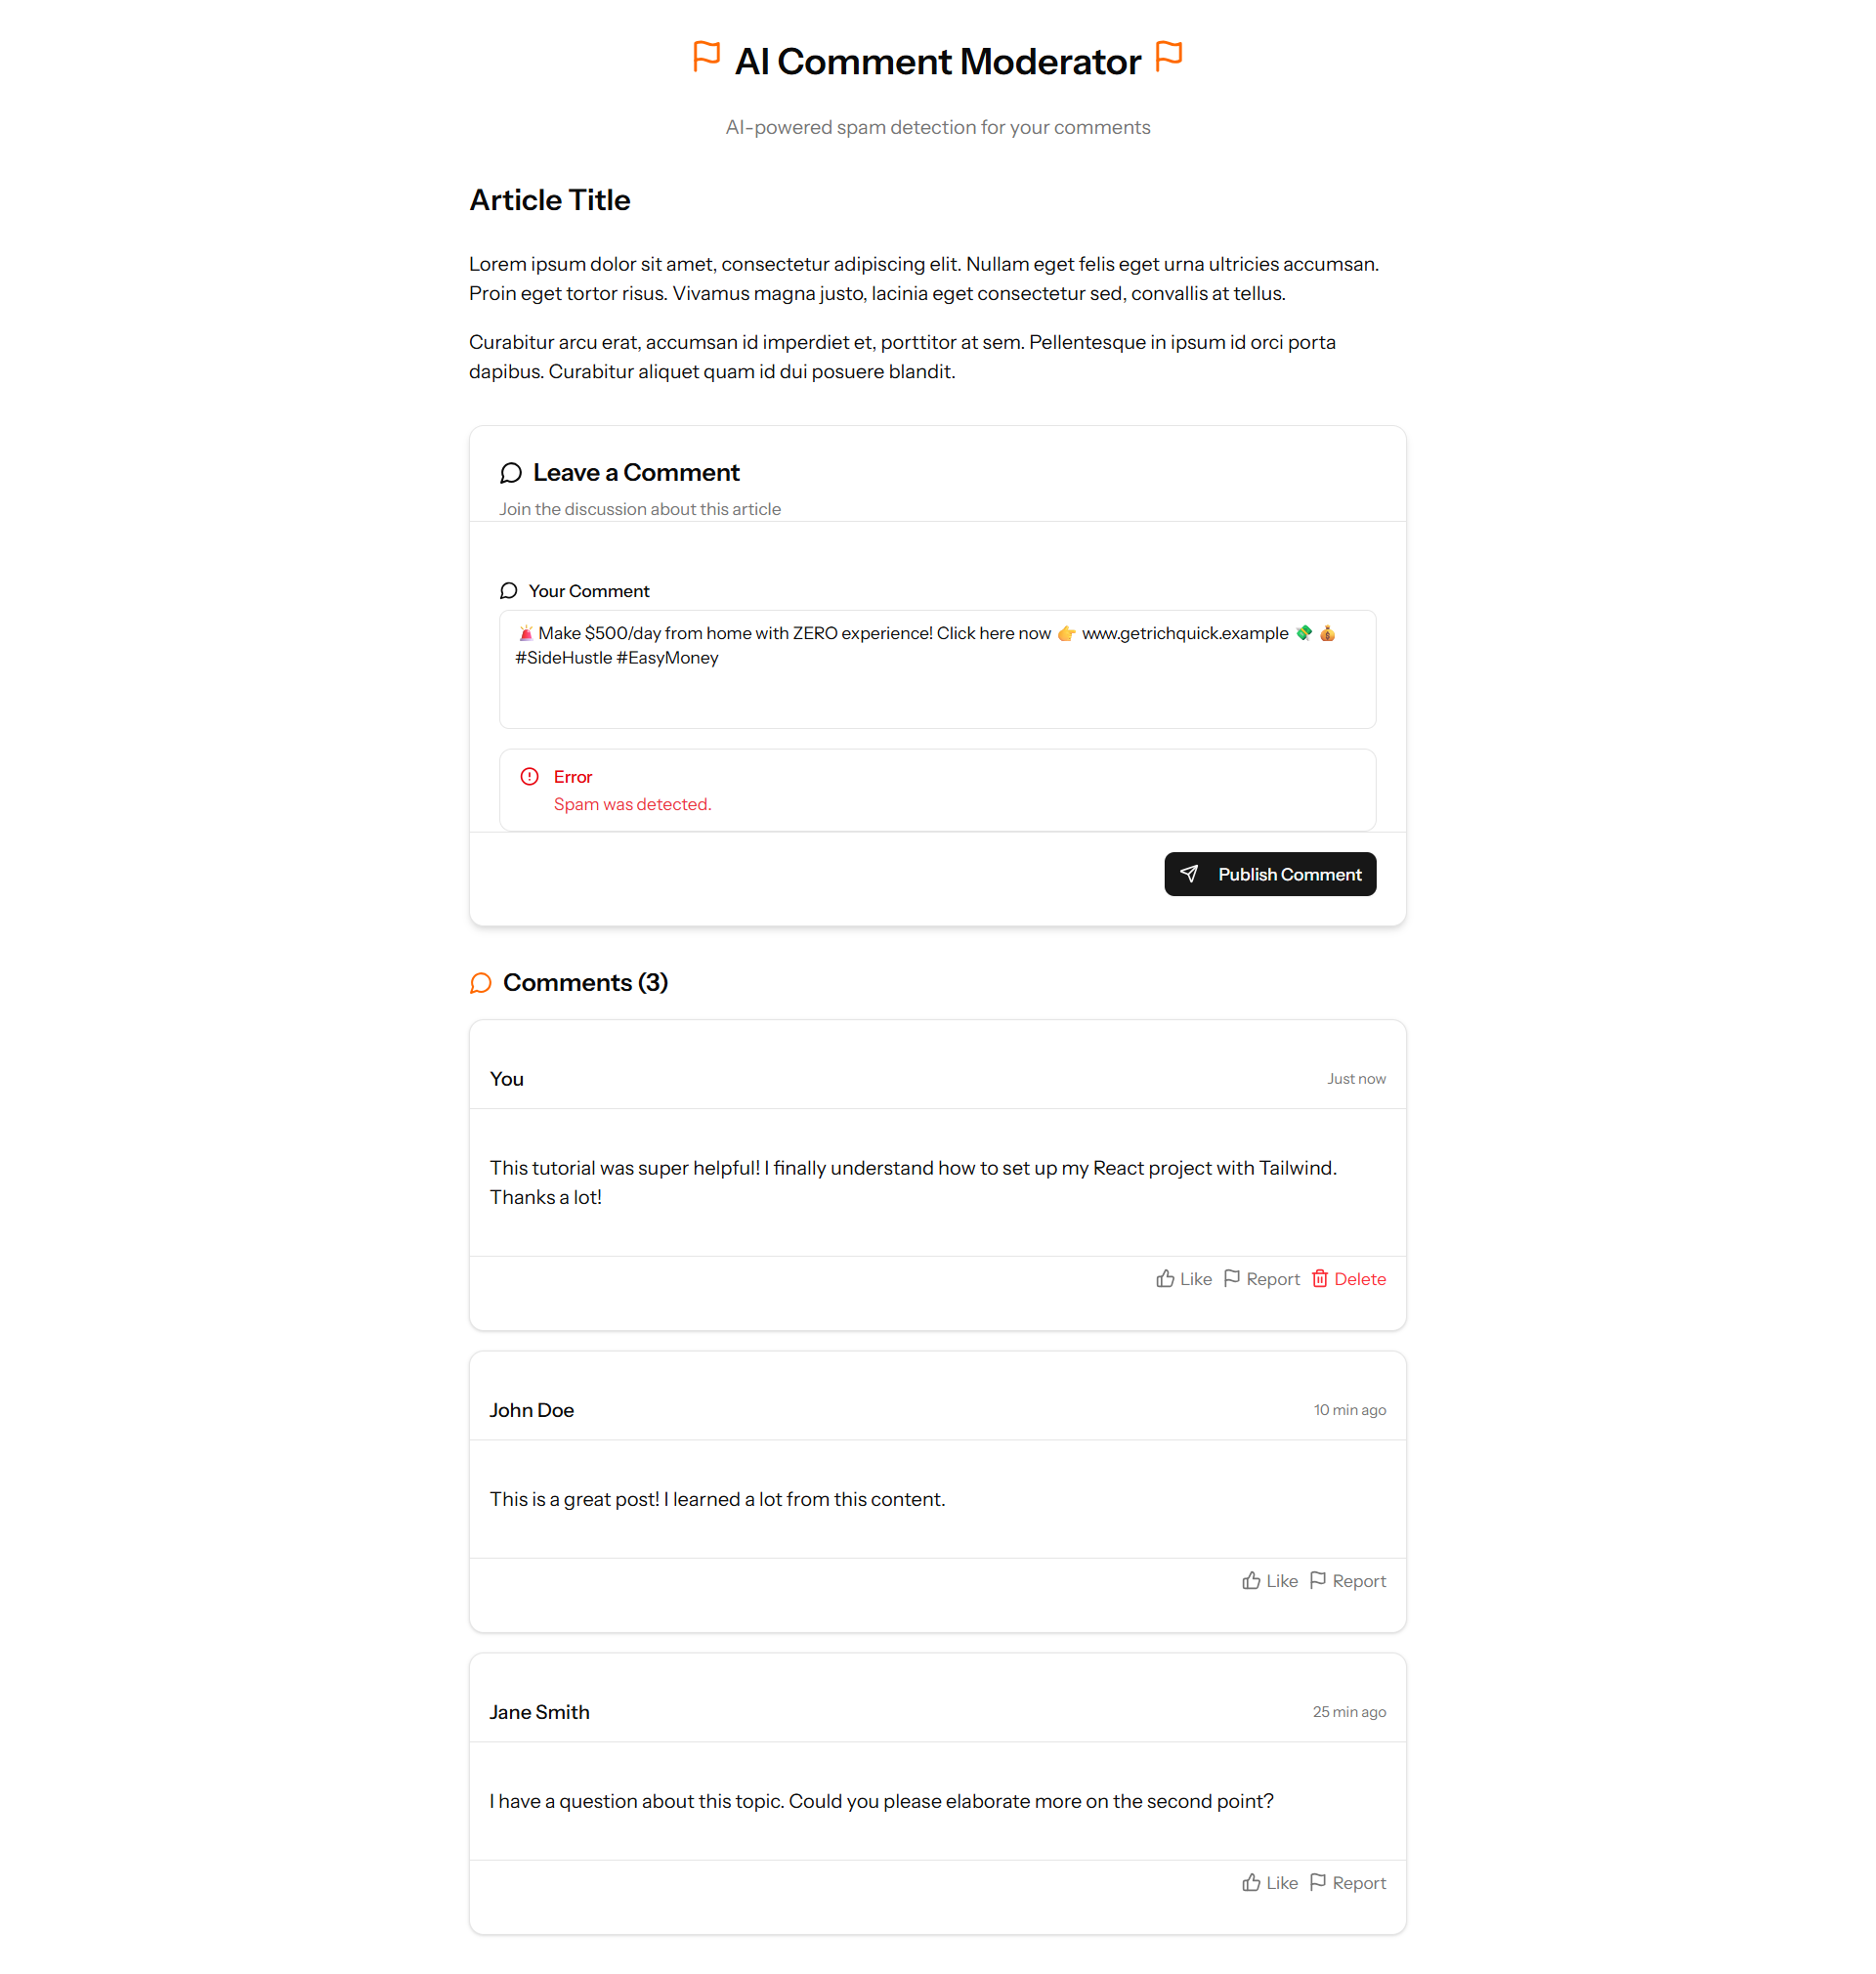 AI Comment Moderator
AI-powered spam detection for your comments
Article Title
Lorem ipsum dolor sit amet, consectetur adipiscing elit. Nullam eget felis eget urna ultricies accumsan.
Proin eget tortor risus. Vivamus magna justo, lacinia eget consectetur sed, convallis at tellus.
Curabitur arcu erat, accumsan id imperdiet et, porttitor at sem. Pellentesque in ipsum id orci porta
dapibus. Curabitur aliquet quam id dui posuere blandit.
Leave a Comment
Join the discussion about this article
Your Comment
🚨 Make $500/day from home with ZERO experience! Click here now 👉 www.getrichquick.example 💸 💰
#SideHustle #EasyMoney
Error
Spam was detected.
Publish Comment
Comments (3)
You Just now
This tutorial was super helpful! I finally understand how to set up my React project with Tailwind.
Thanks a lot!
Like Report Delete
John Doe 10 min ago
This is a great post! I learned a lot from this content.
Like Report
Jane Smith 25 min ago
I have a question about this topic. Could you please elaborate more on the second point?
Like Report